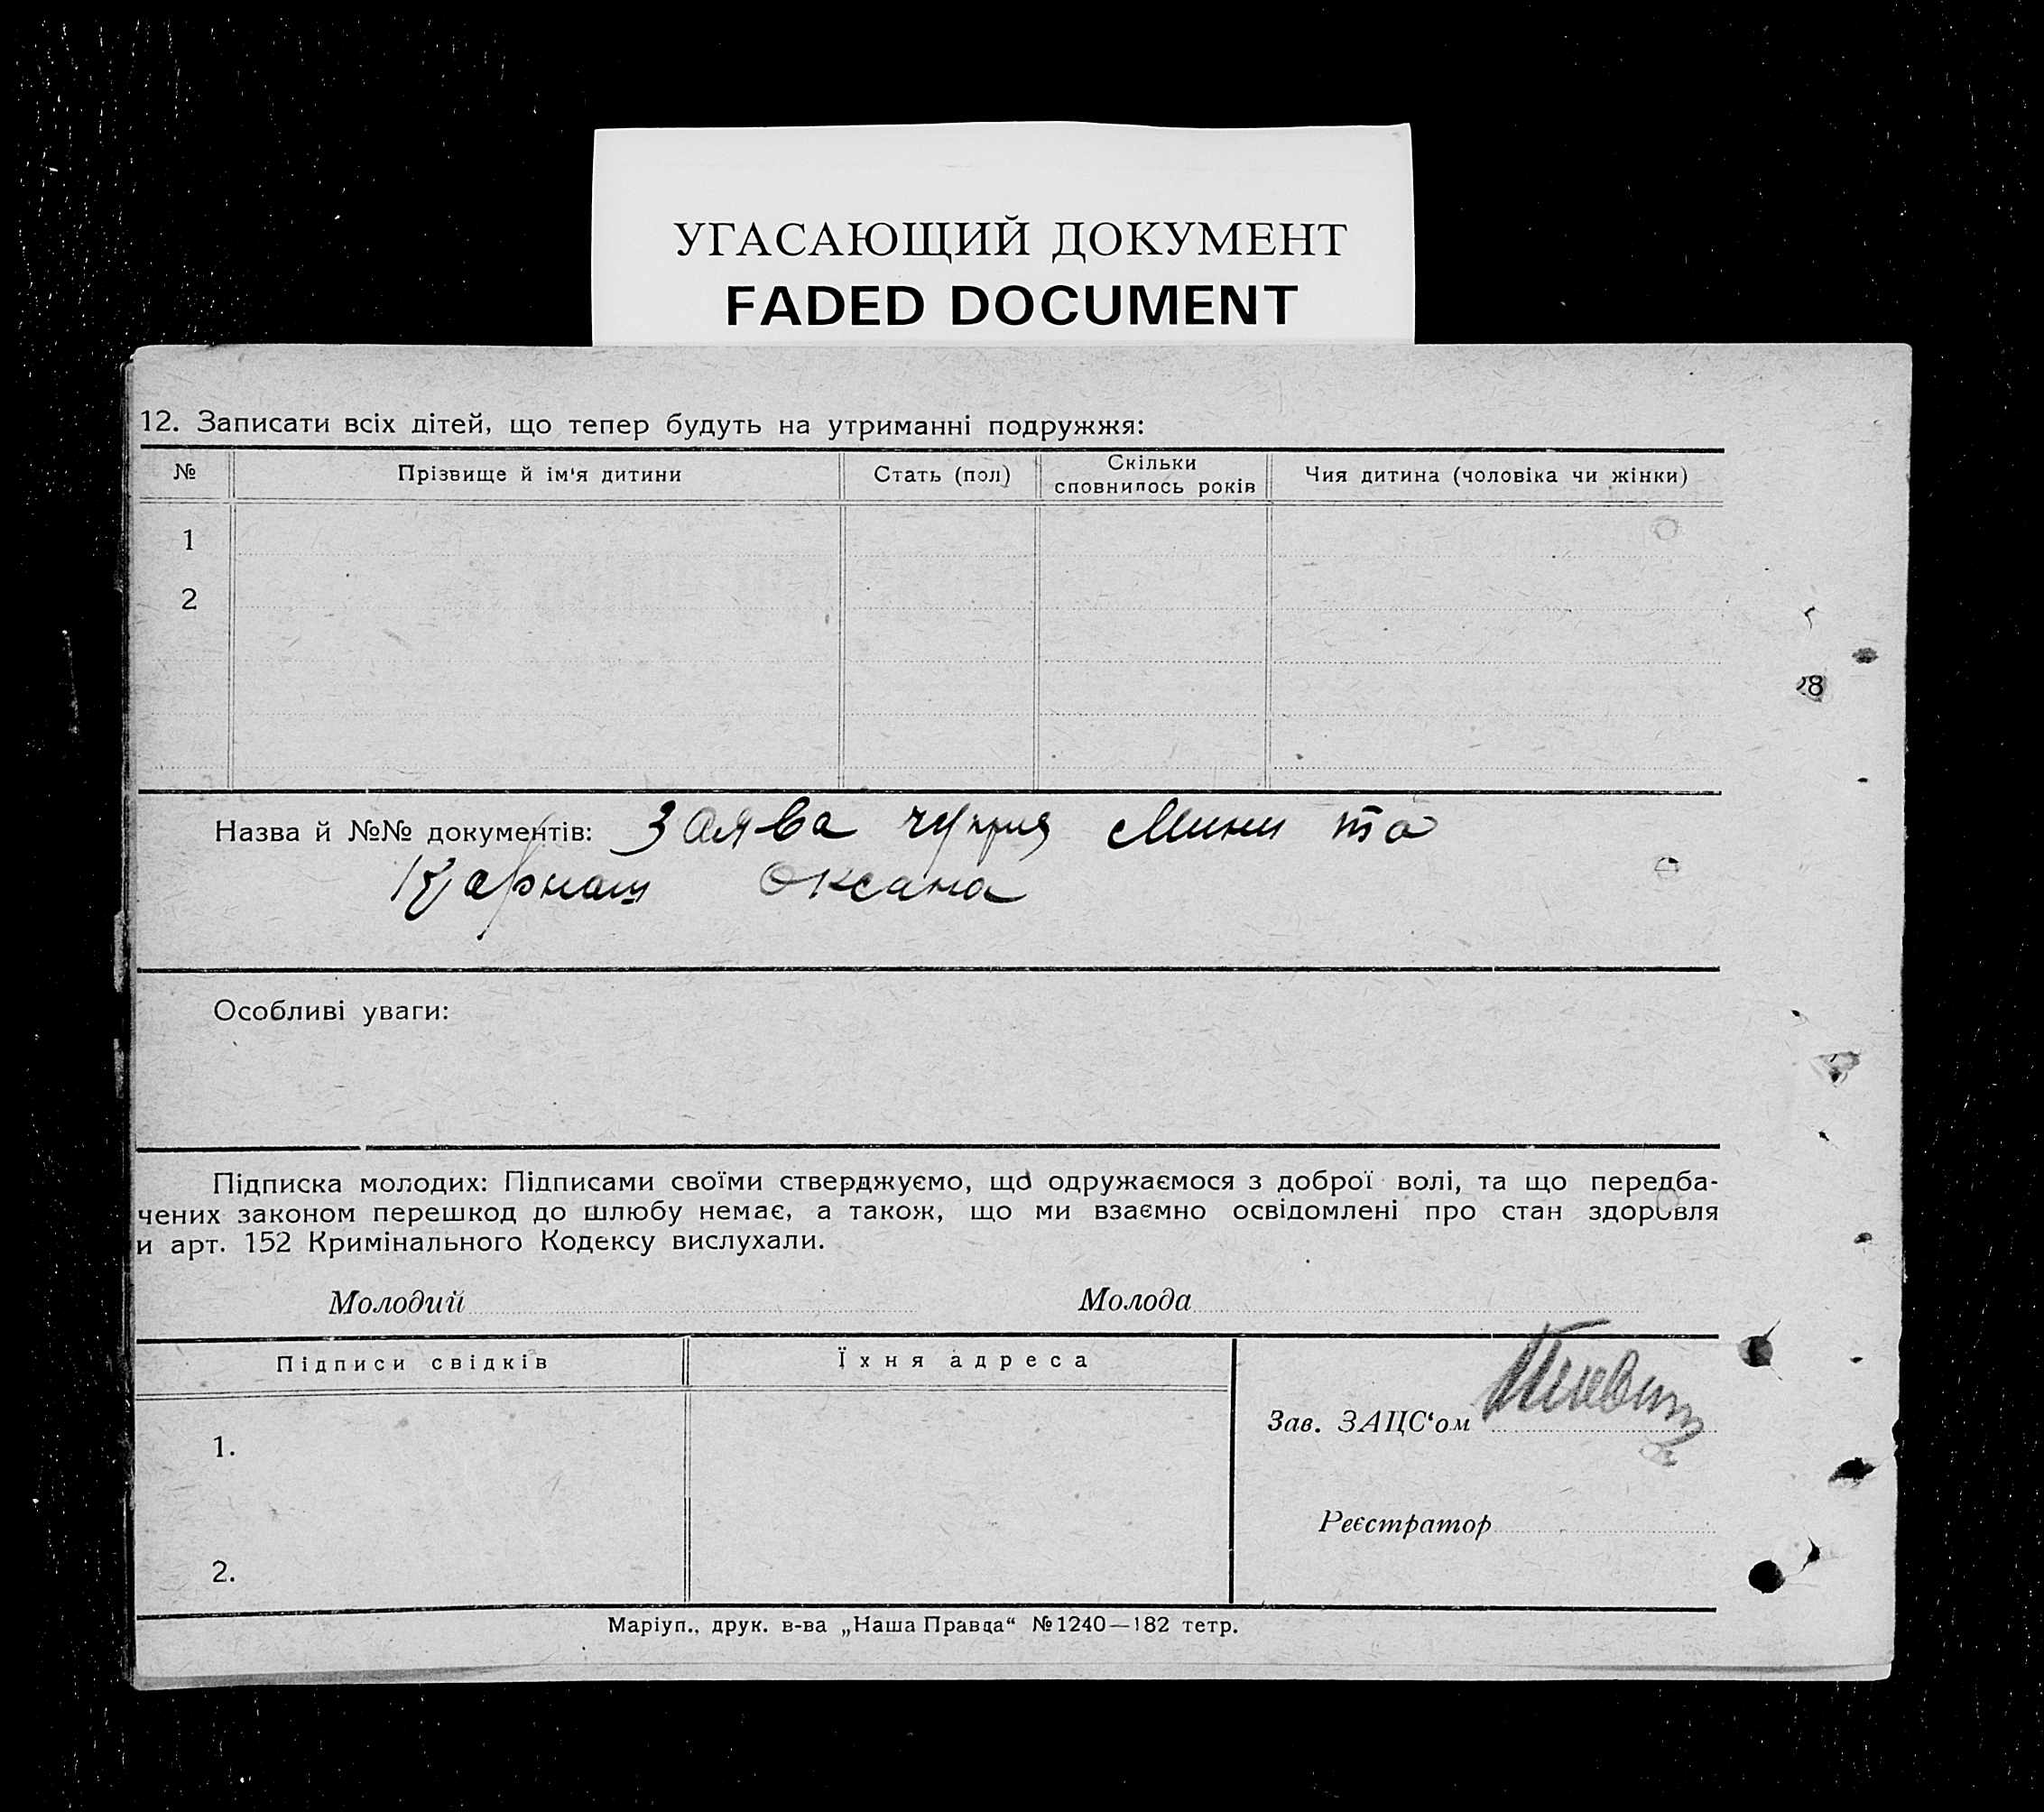 УГАСАЮЩИЙ ДОКУМЕНТ
FADED DOCUMENT
12. Записати всіх дітей, що тепер будуть на утриманні подружжя:
№ Прізвище й ім'я дитини Стать (пол) Скільки сповнилось років Чия дитина (чоловіка чи жінки)
1
2
Назва й №№ документів: Заява Мини та
Оксана
Особливі уваги:
Підписка молодих: Підписами своїми стверджуємо, що одружаємося з доброї волі, та що передба-
чених законом перешкод до шлюбу немає, а також, що ми взаємно освідомлені про стан здоровля
и арт. 152 Кримінального Кодексу вислухали.
Молодий Молода
Підписи свідків Їхня адреса
Зав. ЗАЦС'ом
1.
Реєстратор
2.
Маріуп., друк. в-ва „Наша Правда“ № 1240—182 тетр.